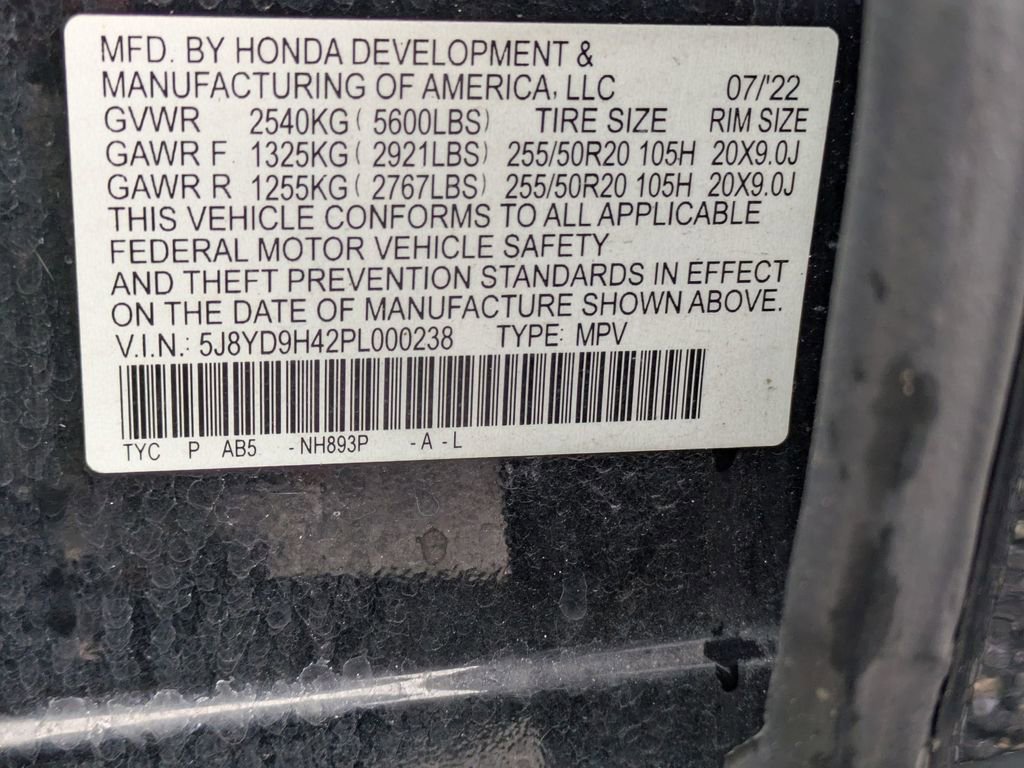 MFD. BY HONDA DEVELOPMENT &
MANUFACTURING OF AMERICA, LLC 07/'22
GVWR 2540KG ( 5600LBS) TIRE SIZE RIM SIZE
GAWR F 1325KG ( 2921LBS) 255/50R20 105H 20X9.0J
GAWR R 1255KG ( 2767LBS) 255/50R20 105H 20X9.0J
THIS VEHICLE CONFORMS TO ALL APPLICABLE
FEDERAL MOTOR VEHICLE SAFETY
AND THEFT PREVENTION STANDARDS IN EFFECT
ON THE DATE OF MANUFACTURE SHOWN ABOVE.
V.I.N.: 5J8YD9H42PL000238 TYPE: MPV
TYC P AB5 - NH893P - A - L